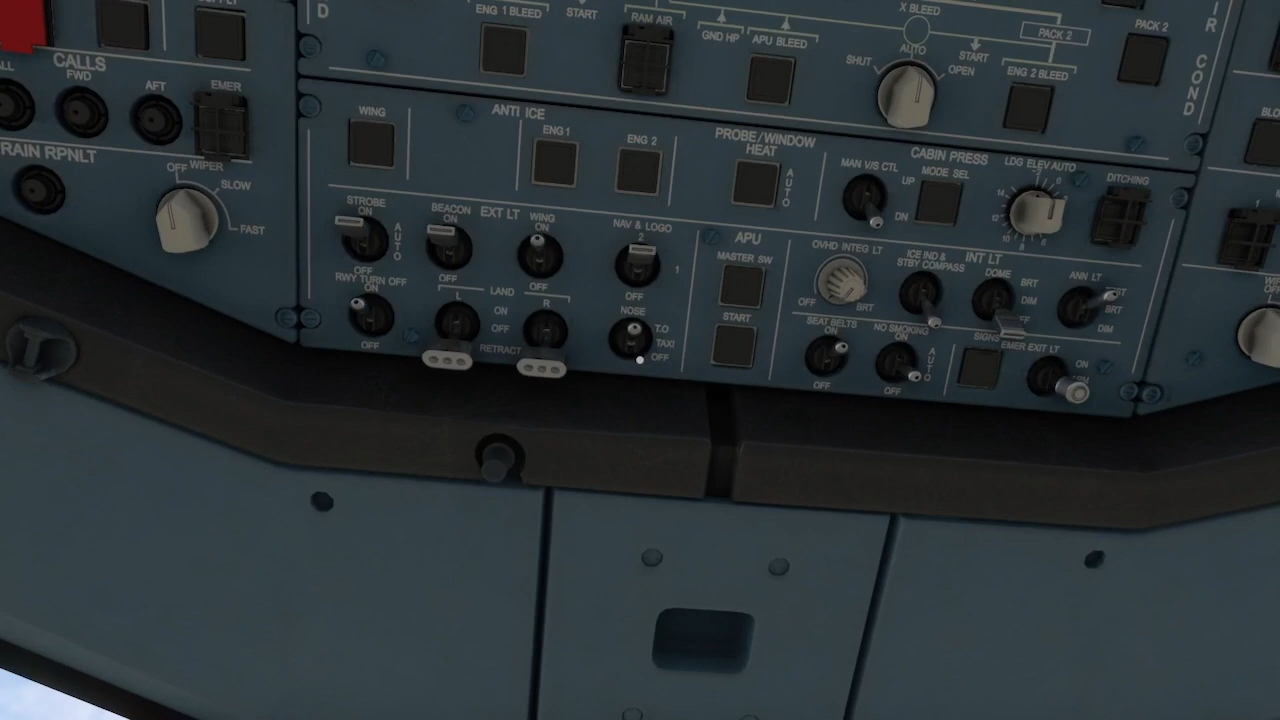 D
ENG 1 BLEED
START
RAM AIR
GND HP
APU BLEED
X BLEED
AUTO
SHUT
OPEN
START
ENG 2 BLEED
PACK 2
PACK 2
COND
CALLS
FWD
AFT
EMER
RAIN RPNLT
WIPER
OFF
SLOW
FAST
ANTI ICE
WING
ENG 1
ENG 2
PROBE/WINDOW
HEAT
AUTO
CABIN PRESS
MAN V/S CTL
UP
DN
MODE SEL
LDG ELEV AUTO
DITCHING
EXT LT
STROBE
ON
AUTO
OFF
BEACON
ON
OFF
WING
ON
OFF
NAV & LOGO
2
1
OFF
RWY TURN OFF
ON
OFF
LAND
L
R
ON
OFF
RETRACT
NOSE
T.O
TAXI
OFF
APU
MASTER SW
START
INT LT
OVHD INTEG LT
OFF
BRT
ICE IND &
STBY COMPASS
DOME
BRT
DIM
ANN LT
BRT
DIM
SIGNS
SEAT BELTS
ON
OFF
NO SMOKING
ON
AUTO
OFF
EMER EXIT LT
ON